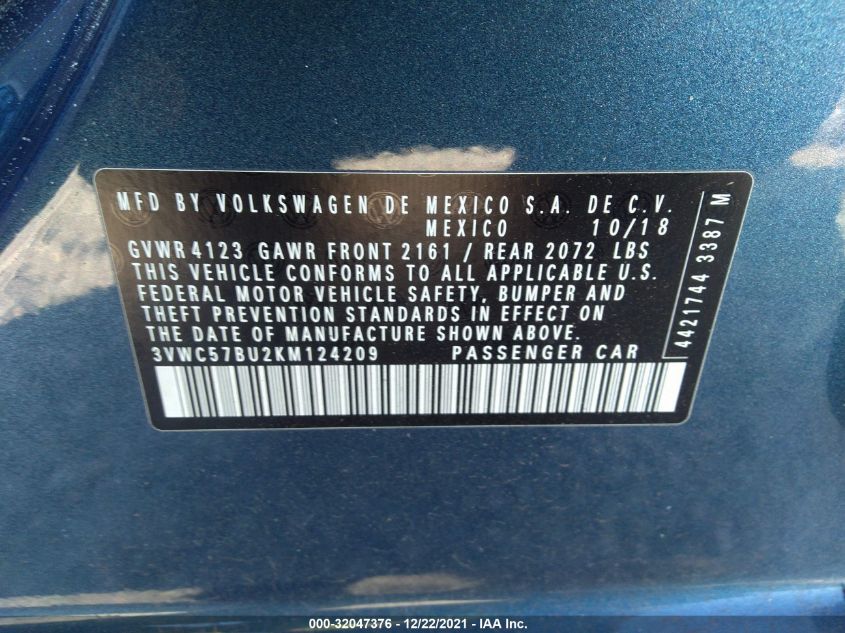 MFD BY VOLKSWAGEN DE MEXICO S.A. DE C.V.
MEXICO 10/18
GVWR 4123 GAWR FRONT 2161 / REAR 2072 LBS
THIS VEHICLE CONFORMS TO ALL APPLICABLE U.S.
FEDERAL MOTOR VEHICLE SAFETY, BUMPER AND
THEFT PREVENTION STANDARDS IN EFFECT ON
THE DATE OF MANUFACTURE SHOWN ABOVE.
3VWC57BU2KM124209 PASSENGER CAR
4421744 3387 M
000-32047376 - 12/22/2021 - IAA Inc.